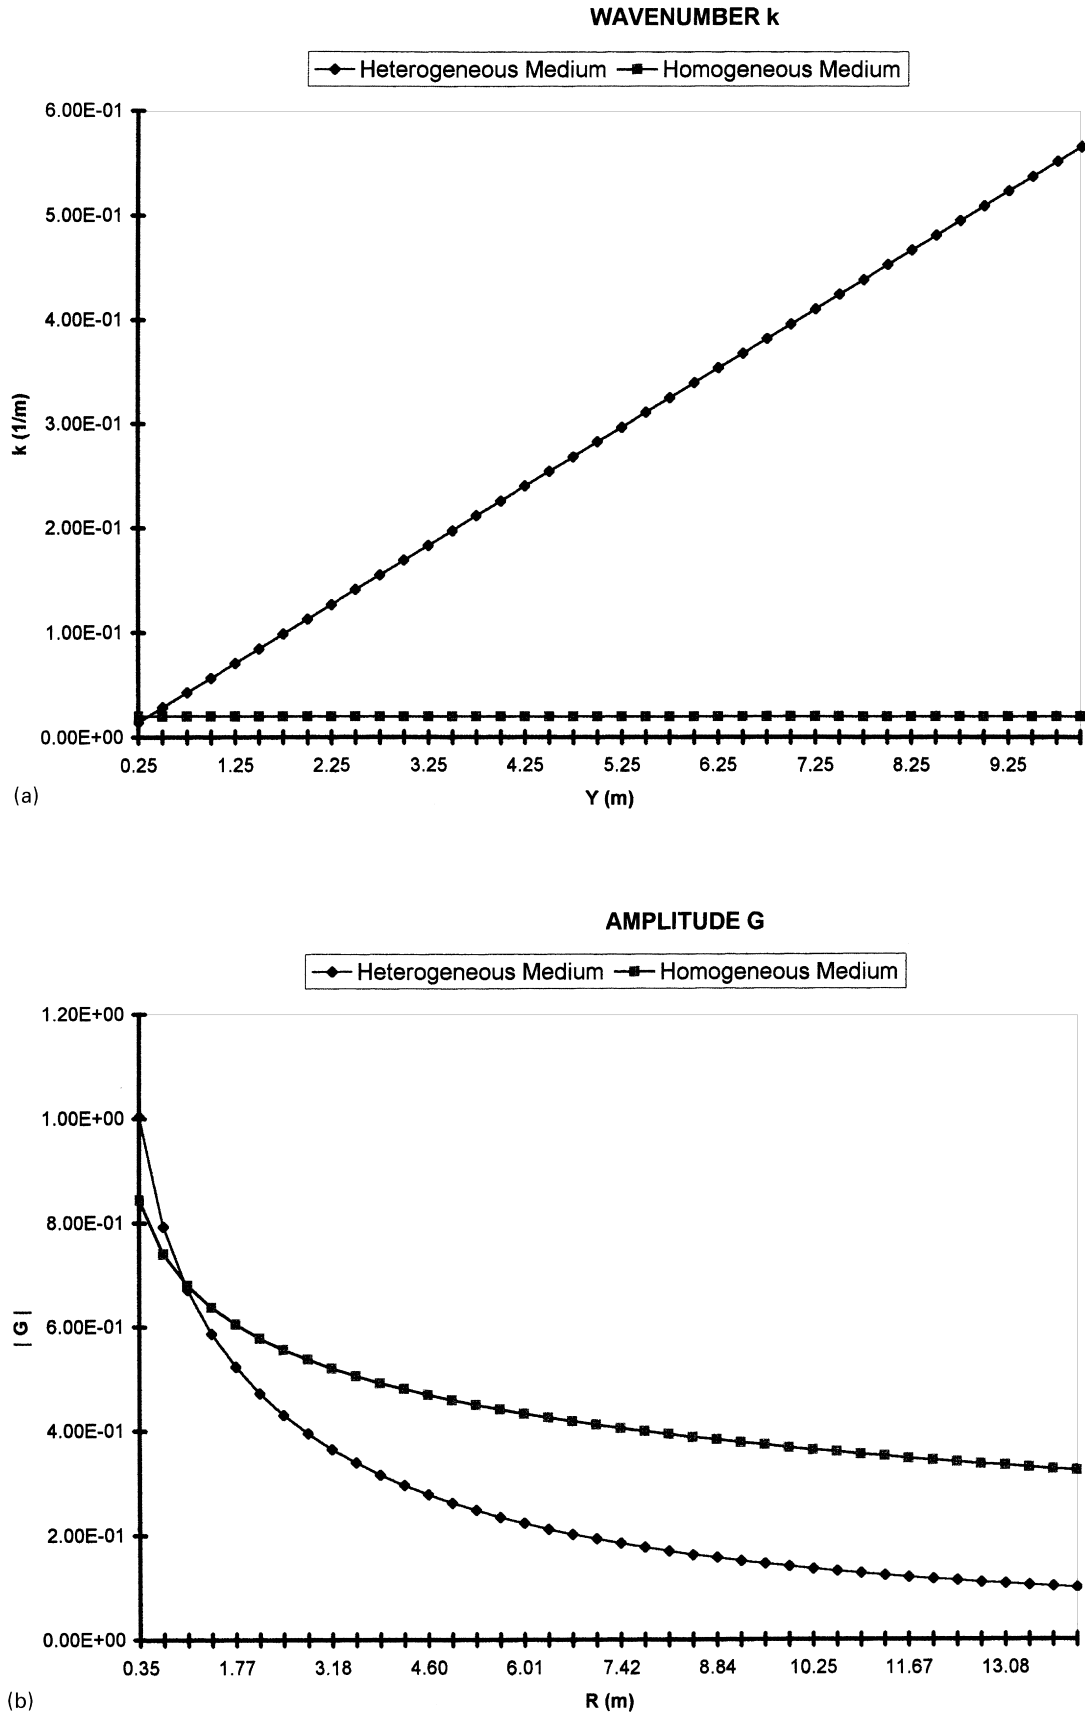 WAVENUMBER k
Heterogeneous Medium Homogeneous Medium
6.00E-01
5.00E-01
4.00E-01
3.00E-01
2.00E-01
1.00E-01
0.00E+00
k (1/m)
0.25 1.25 2.25 3.25 4.25 5.25 6.25 7.25 8.25 9.25
Y (m)
(a)
AMPLITUDE G
Heterogeneous Medium Homogeneous Medium
1.20E+00
1.00E+00
8.00E-01
6.00E-01
4.00E-01
2.00E-01
0.00E+00
| G |
0.35 1.77 3.18 4.60 6.01 7.42 8.84 10.25 11.67 13.08
R (m)
(b)